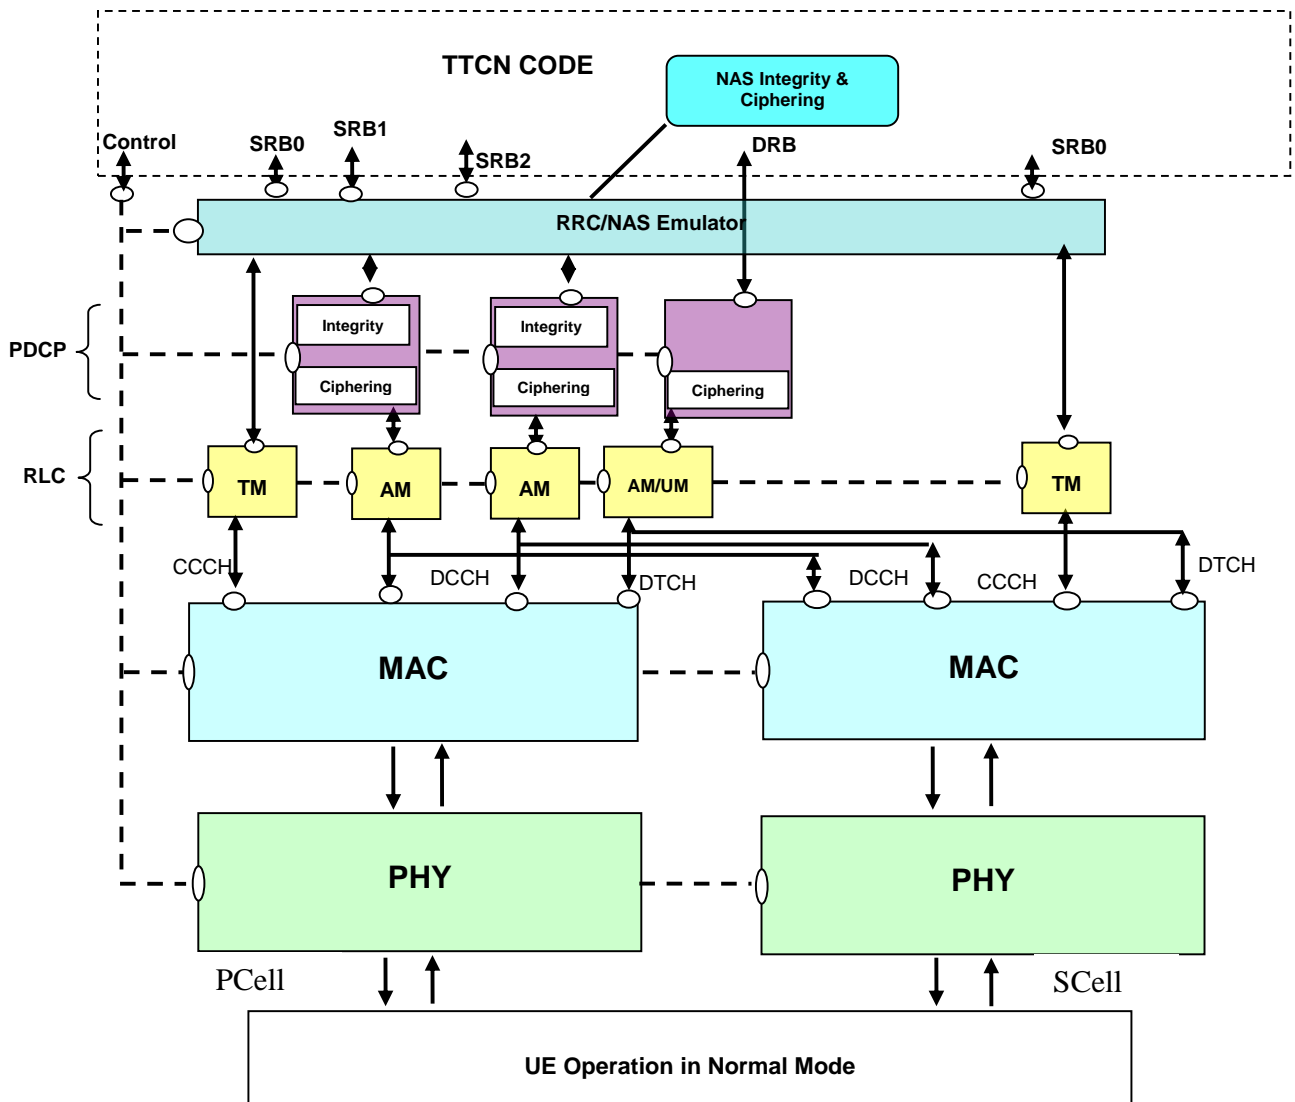 TTCN CODE
NAS Integrity &
Ciphering
Control
SRB0
SRB1
SRB2
DRB
SRB0
RRC/NAS Emulator
PDCP
Integrity
Integrity
Ciphering
Ciphering
Ciphering
RLC
TM
AM
AM
AM/UM
TM
CCCH
DCCH
DTCH
DCCH
CCCH
DTCH
MAC
MAC
PHY
PHY
PCell
SCell
UE Operation in Normal Mode